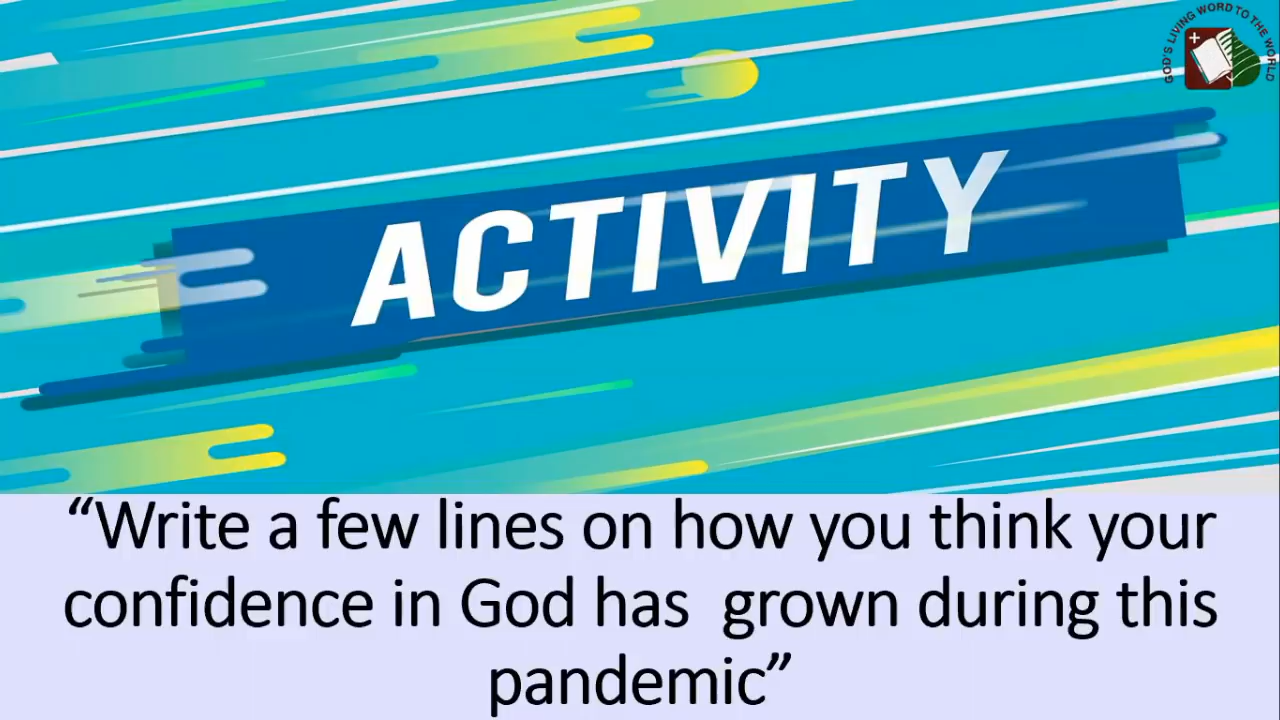 GOD'S LIVING WORD TO THE WORLD
ACTIVITY
“Write a few lines on how you think your
confidence in God has  grown during this
pandemic”